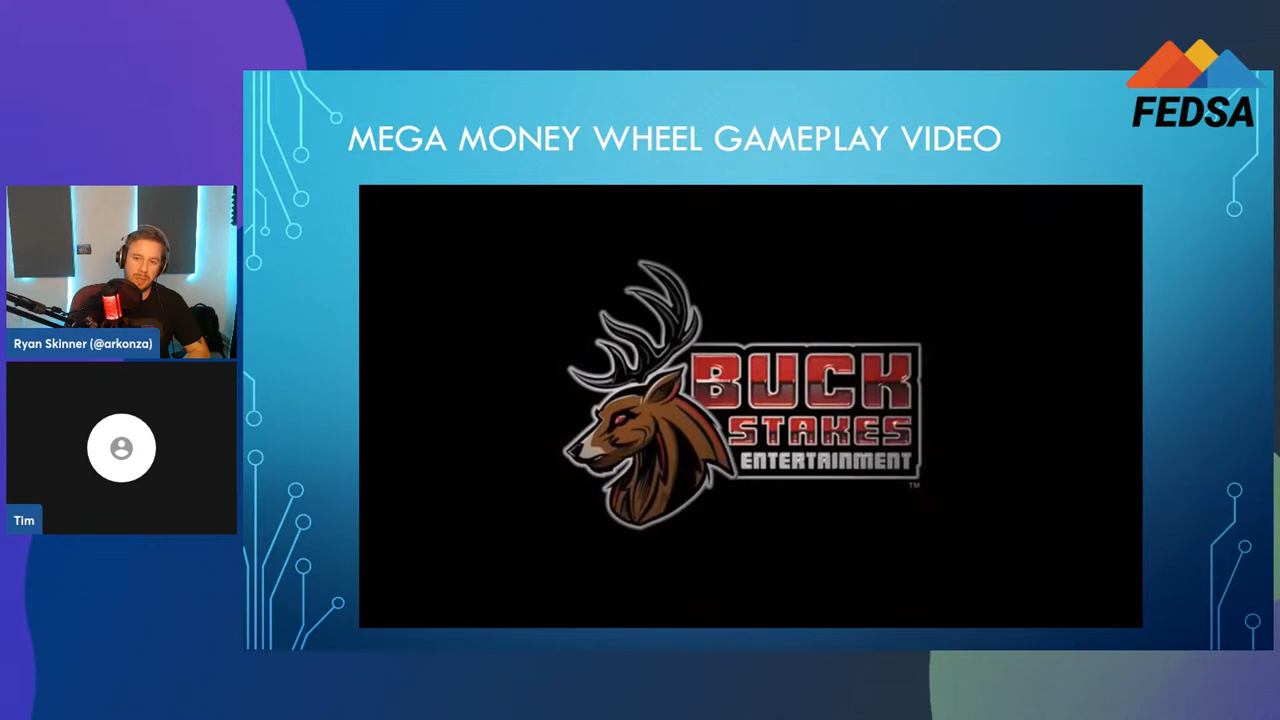 FEDSA
MEGA MONEY WHEEL GAMEPLAY VIDEO
BUCK
STAKES
ENTERTAINMENT
TM
Ryan Skinner (@arkonza)
Tim